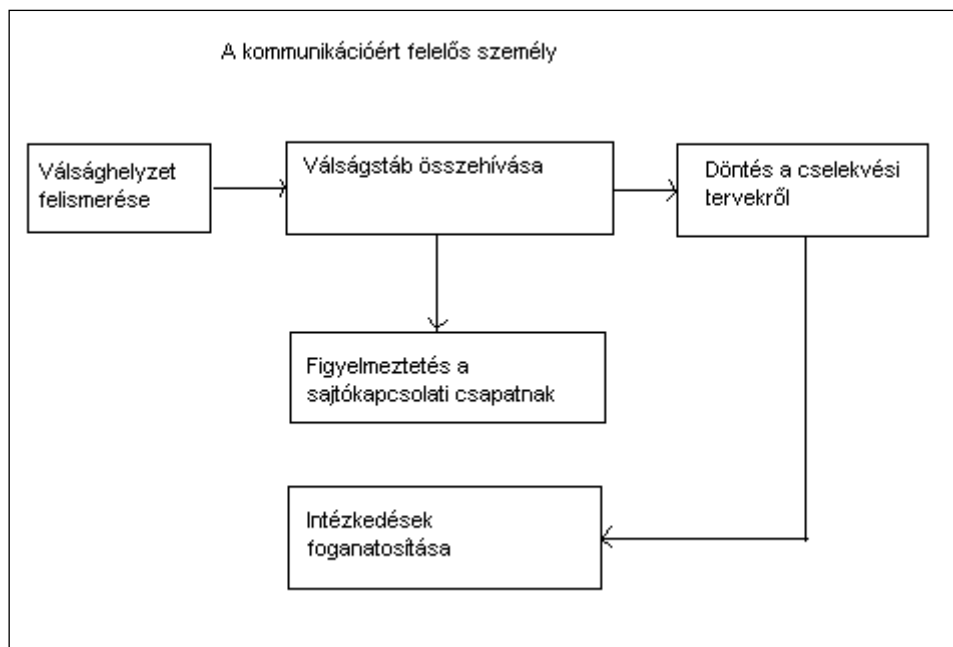 A kommunikációért felelős személy
Válsághelyzet
felismerése
Válságstáb összehívása
Döntés a cselekvési
tervekről
Figyelmeztetés a
sajtókapcsolati csapatnak
Intézkedések
foganatosítása